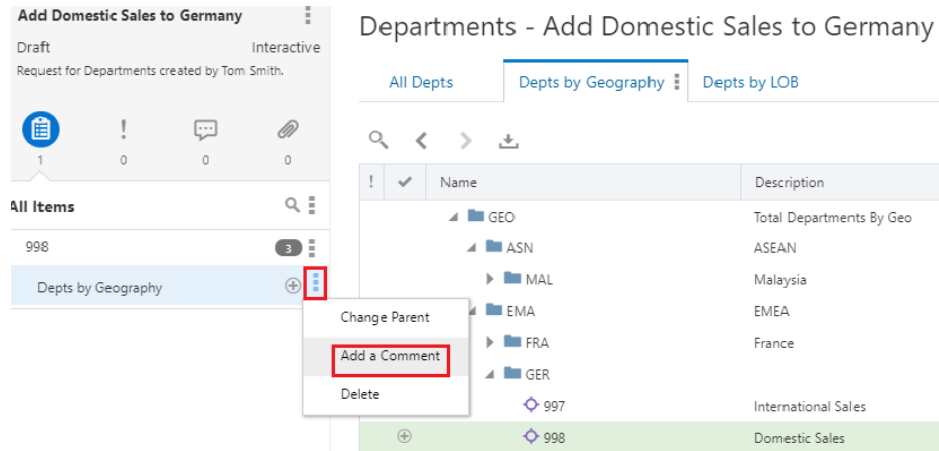 Add Domestic Sales to Germany
Draft Interactive
Request for Departments created by Tom Smith.
1 0 0 0
All Items
998 3
Depts by Geography
Change Parent
Add a Comment
Delete
Departments - Add Domestic Sales to Germany
All Depts Depts by Geography Depts by LOB
! Name Description
GEO Total Departments By Geo
ASN ASEAN
MAL Malaysia
EMA EMEA
FRA France
GER
997 International Sales
998 Domestic Sales